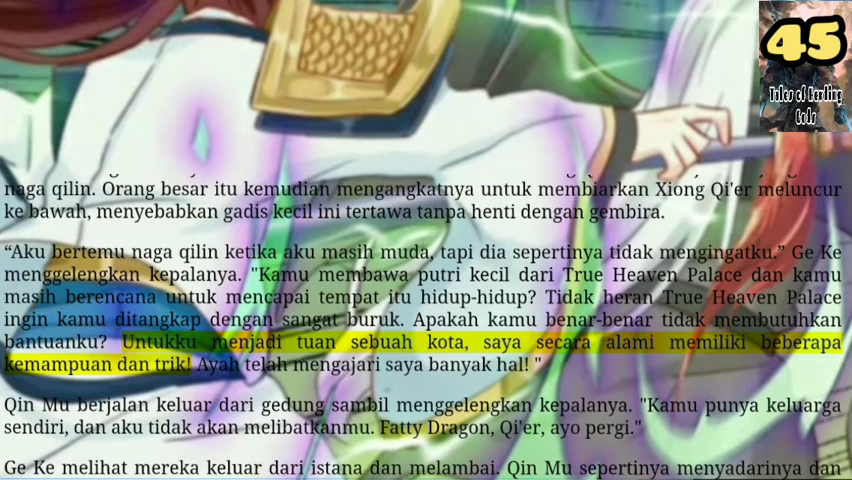 45
Tales of Herding
Gods
naga qilin. Orang besar itu kemudian mengangkatnya untuk membiarkan Xiong Qi'er meluncur
ke bawah, menyebabkan gadis kecil ini tertawa tanpa henti dengan gembira.
“Aku bertemu naga qilin ketika aku masih muda, tapi dia sepertinya tidak mengingatku.” Ge Ke
menggelengkan kepalanya. "Kamu membawa putri kecil dari True Heaven Palace dan kamu
masih berencana untuk mencapai tempat itu hidup-hidup? Tidak heran True Heaven Palace
ingin kamu ditangkap dengan sangat buruk. Apakah kamu benar-benar tidak membutuhkan
bantuanku? Untukku menjadi tuan sebuah kota, saya secara alami memiliki beberapa
kemampuan dan trik! Ayah telah mengajari saya banyak hal! "
Qin Mu berjalan keluar dari gedung sambil menggelengkan kepalanya. "Kamu punya keluarga
sendiri, dan aku tidak akan melibatkanmu. Fatty Dragon, Qi'er, ayo pergi."
Ge Ke melihat mereka keluar dari istana dan melambai. Qin Mu sepertinya menyadarinya dan